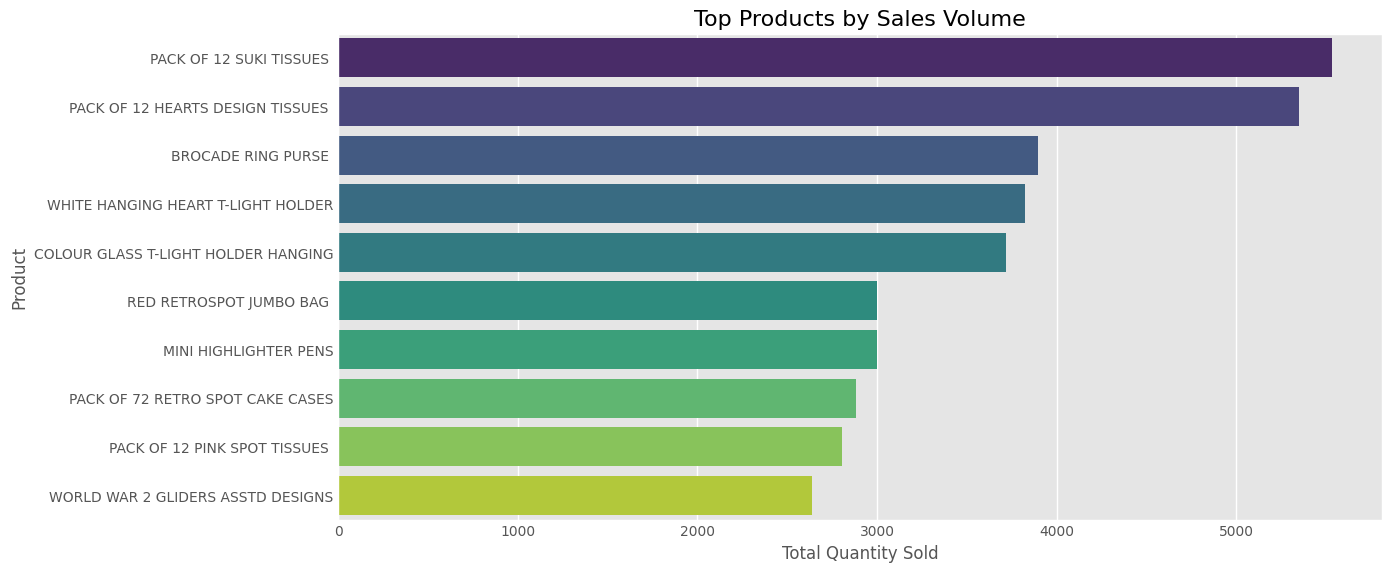 Top Products by Sales Volume
PACK OF 12 SUKI TISSUES
PACK OF 12 HEARTS DESIGN TISSUES
BROCADE RING PURSE
WHITE HANGING HEART T-LIGHT HOLDER
COLOUR GLASS T-LIGHT HOLDER HANGING
RED RETROSPOT JUMBO BAG
MINI HIGHLIGHTER PENS
PACK OF 72 RETRO SPOT CAKE CASES
PACK OF 12 PINK SPOT TISSUES
WORLD WAR 2 GLIDERS ASSTD DESIGNS
Product
0 1000 2000 3000 4000 5000
Total Quantity Sold